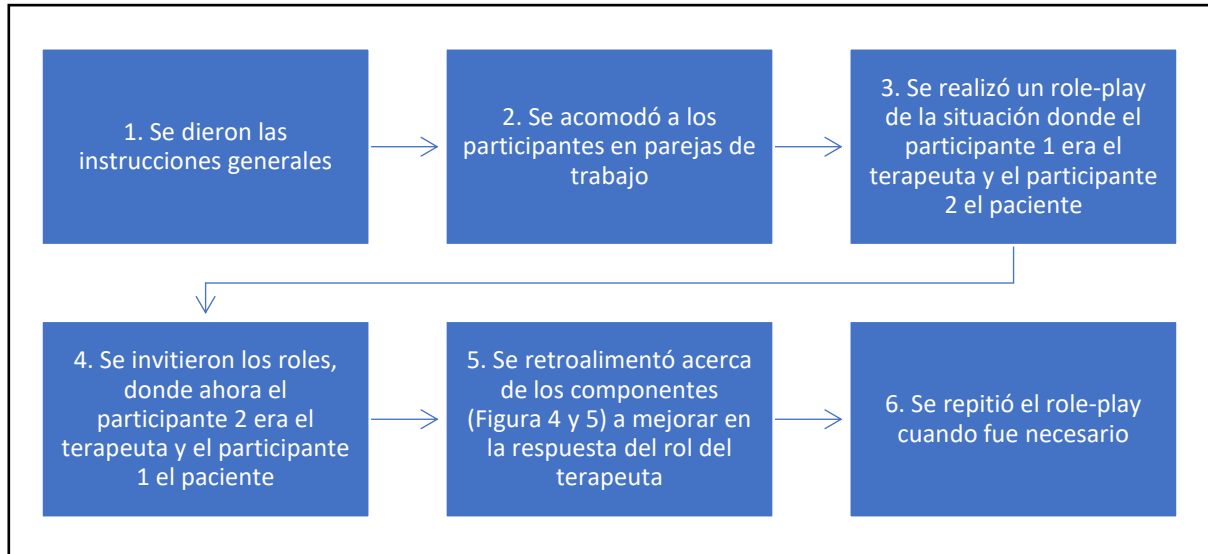 1. Se dieron las
instrucciones generales
2. Se acomodó a los
participantes en parejas de
trabajo
3. Se realizó un role-play
de la situación donde el
participante 1 era el
terapeuta y el participante
2 el paciente
4. Se invitieron los roles,
donde ahora el
participante 2 era el
terapeuta y el participante
1 el paciente
5. Se retroalimentó acerca
de los componentes
(Figura 4 y 5) a mejorar en
la respuesta del rol del
terapeuta
6. Se repitió el role-play
cuando fue necesario